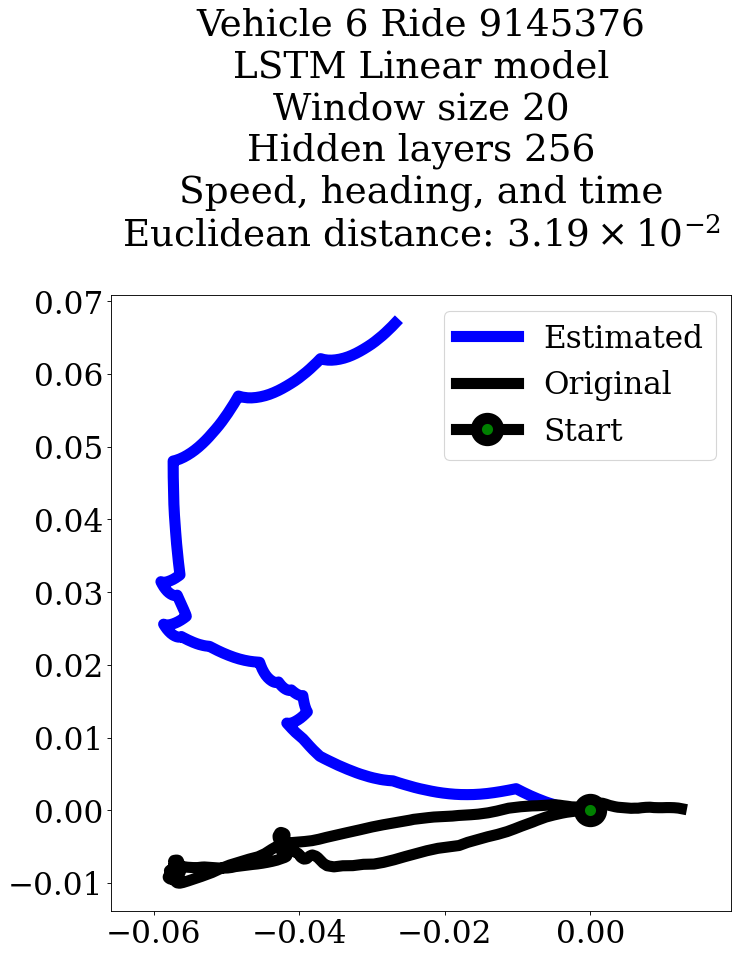 Vehicle 6 Ride 9145376
LSTM Linear model
Window size 20
Hidden layers 256
Speed, heading, and time
Euclidean distance: 3.19 × 10⁻²
0.07
0.06
0.05
0.04
0.03
0.02
0.01
0.00
−0.01
Estimated
Original
Start
−0.06 −0.04 −0.02 0.00